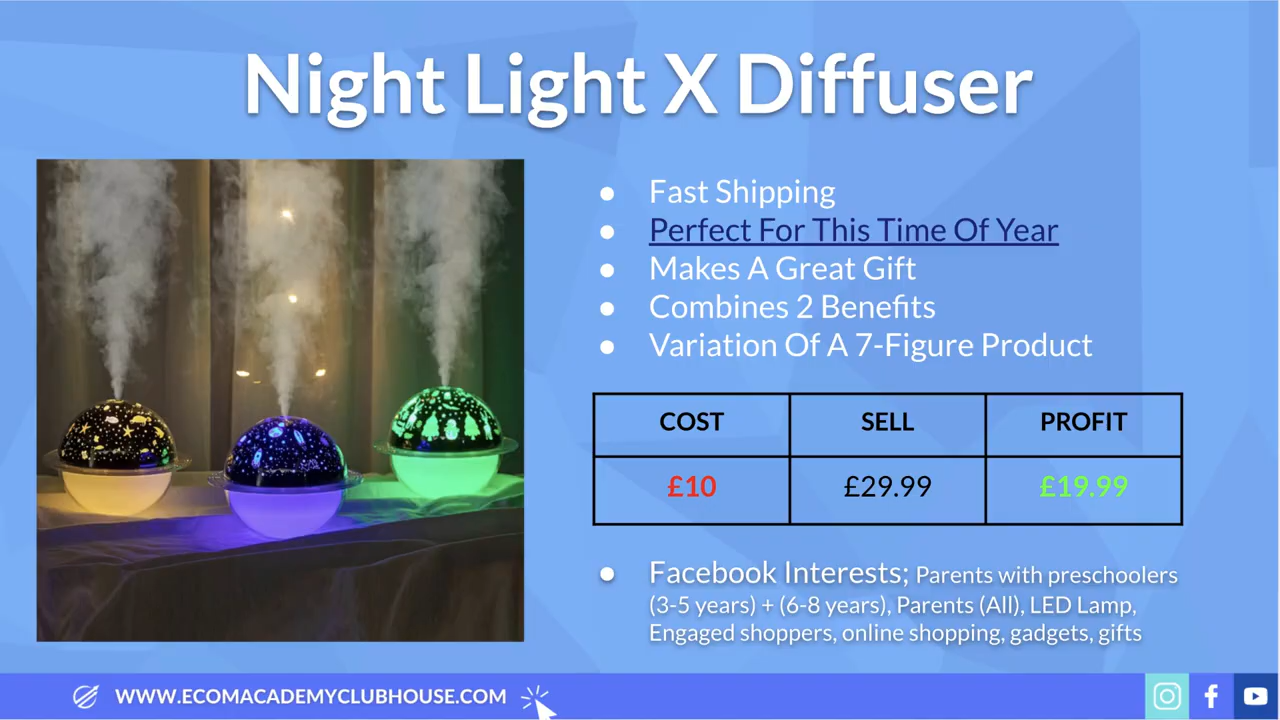 Night Light X Diffuser
● Fast Shipping
● Perfect For This Time Of Year
● Makes A Great Gift
● Combines 2 Benefits
● Variation Of A 7-Figure Product
COST SELL PROFIT
£10 £29.99 £19.99
● Facebook Interests; Parents with preschoolers
(3-5 years) + (6-8 years), Parents (All), LED Lamp,
Engaged shoppers, online shopping, gadgets, gifts
WWW.ECOMACADEMYCLUBHOUSE.COM